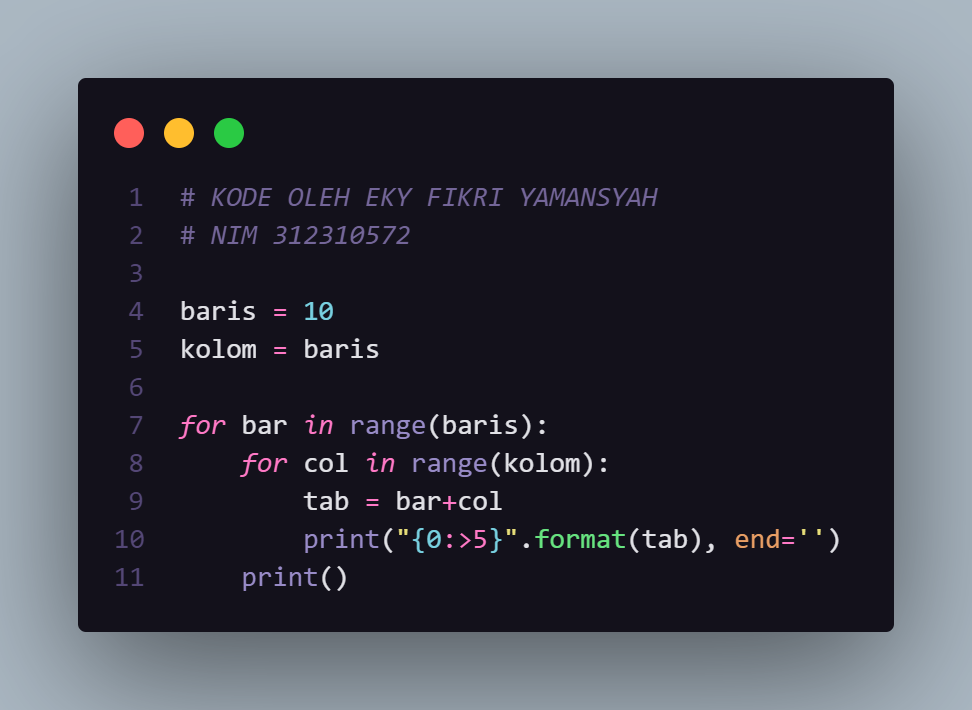 1 # KODE OLEH EKY FIKRI YAMANSYAH
2 # NIM 312310572
3
4 baris = 10
5 kolom = baris
6
7 for bar in range(baris):
8     for col in range(kolom):
9         tab = bar+col
10         print("{0:>5}".format(tab), end='')
11     print()